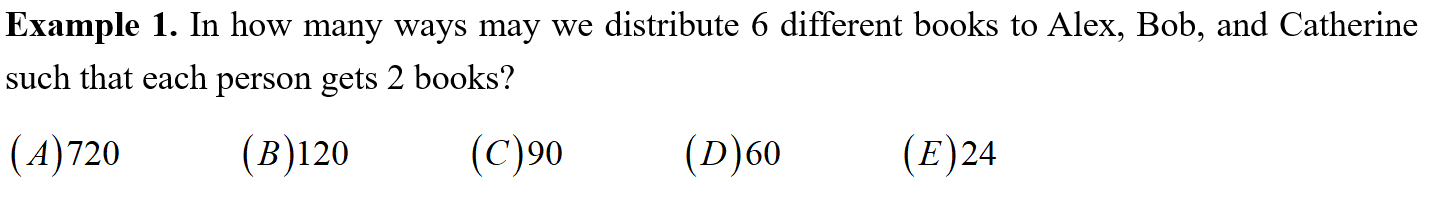 Example 1. In how many ways may we distribute 6 different books to Alex, Bob, and Catherine
such that each person gets 2 books?
(A)720 (B)120 (C)90 (D)60 (E)24